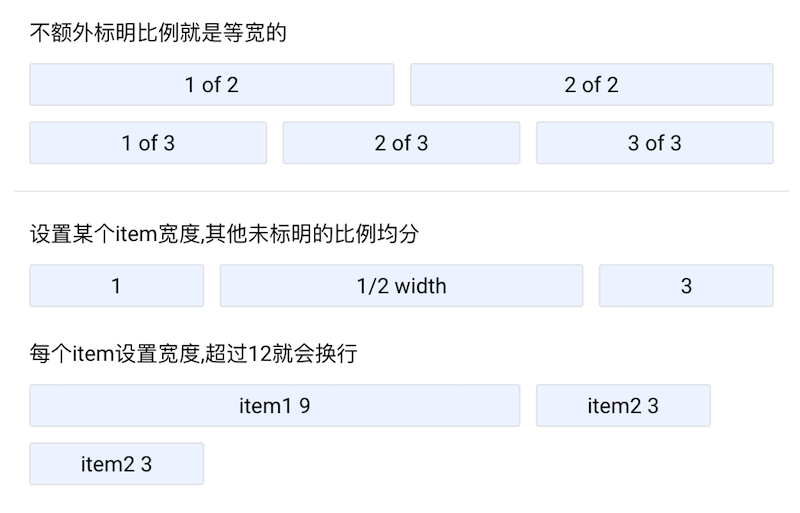 不额外标明比例就是等宽的
1 of 2 2 of 2
1 of 3 2 of 3 3 of 3
设置某个item宽度,其他未标明的比例均分
1 1/2 width 3
每个item设置宽度,超过12就会换行
item1 9 item2 3
item2 3